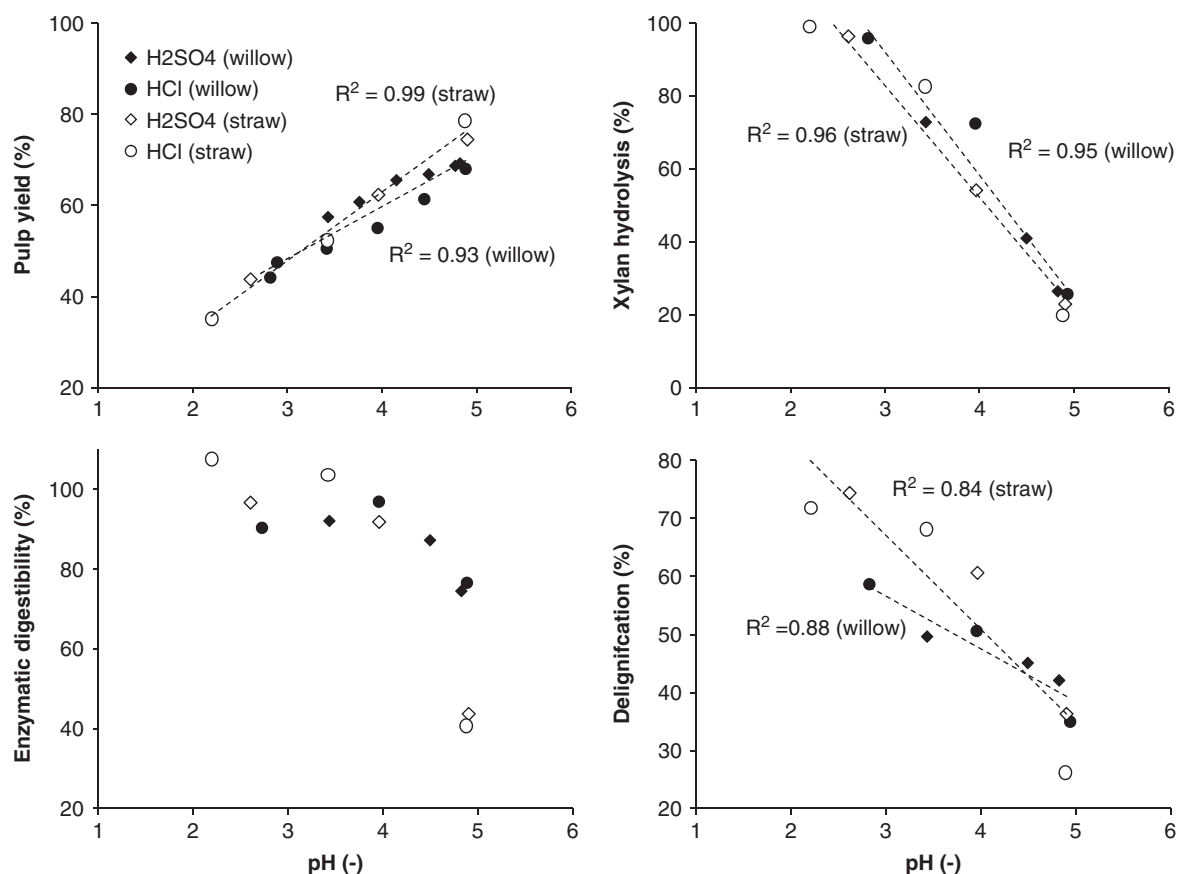 100
80
60
40
20
1
2
3
4
5
6
Pulp yield (%)
H2SO4 (willow)
HCl (willow)
H2SO4 (straw)
HCl (straw)
R² = 0.99 (straw)
R² = 0.93 (willow)
100
80
60
40
20
0
1
2
3
4
5
6
Xylan hydrolysis (%)
R² = 0.96 (straw)
R² = 0.95 (willow)
100
80
60
40
20
1
2
3
4
5
6
Enzymatic digestibility (%)
pH (-)
80
70
60
50
40
30
20
1
2
3
4
5
6
Delignifcation (%)
R² = 0.84 (straw)
R² =0.88 (willow)
pH (-)